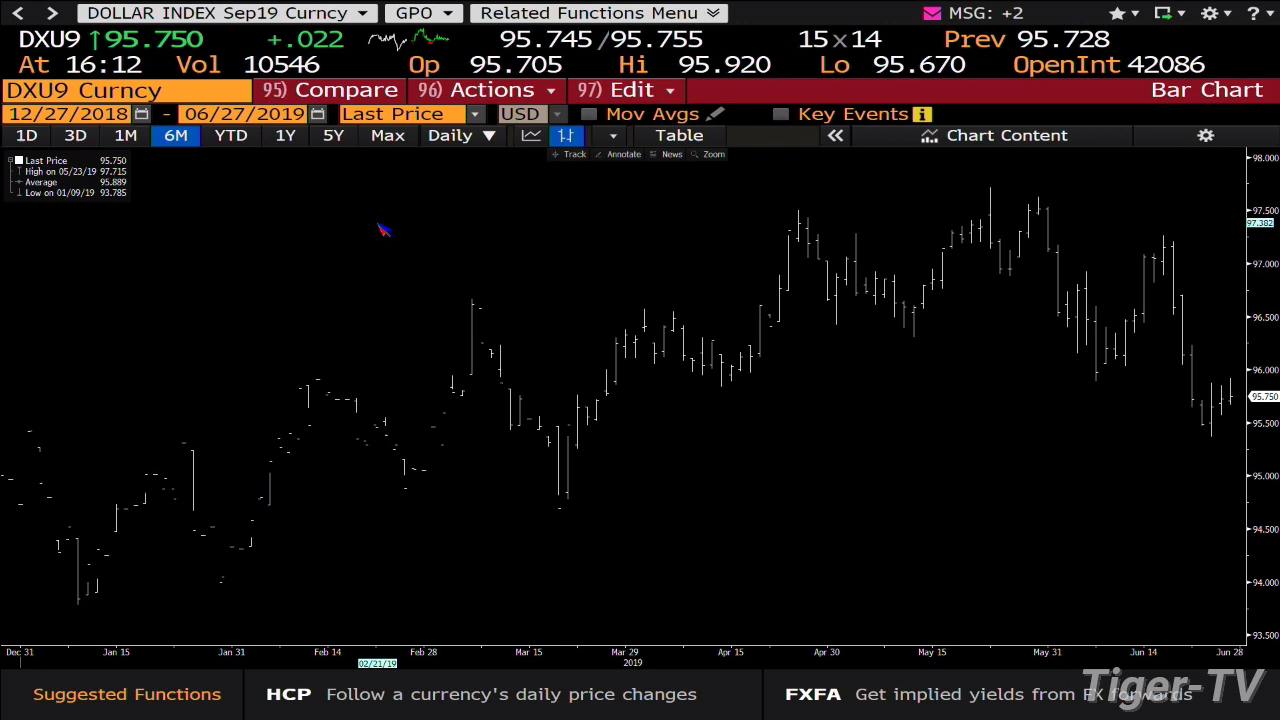 DOLLAR INDEX Sep19 Curncy GPO Related Functions Menu MSG: +2 ?
DXU9 ↑95.750 +.022 95.745/95.755 15x14 Prev 95.728
At 16:12 Vol 10546 Op 95.705 Hi 95.920 Lo 95.670 OpenInt 42086
DXU9 Curncy 95) Compare 96) Actions 97) Edit Bar Chart
12/27/2018 - 06/27/2019 Last Price USD Mov Avgs Key Events i
1D 3D 1M 6M YTD 1Y 5Y Max Daily ▼ Table « Chart Content
Track Annotate News Zoom
Last Price 95.750
High on 05/23/19 97.715
Average 95.889
Low on 01/09/19 93.785
98.000
97.500
97.382
97.000
96.500
96.000
95.750
95.500
95.000
94.500
94.000
93.500
Dec 31 Jan 15 Jan 31 Feb 14 Feb 28 Mar 15 Mar 29 Apr 15 Apr 30 May 15 May 31 Jun 14 Jun 28
02/21/19 2019
Suggested Functions HCP Follow a currency's daily price changes FXFA Get implied yields from FX forwards
Tiger-TV